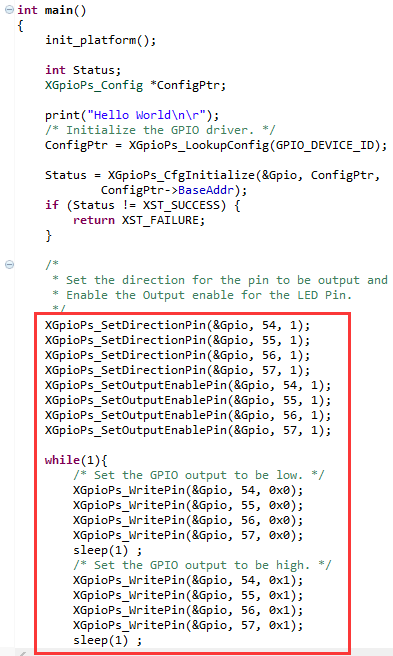 int main()
{
    init_platform();

    int Status;
    XGpioPs_Config *ConfigPtr;

    print("Hello World\n\r");
    /* Initialize the GPIO driver. */
    ConfigPtr = XGpioPs_LookupConfig(GPIO_DEVICE_ID);

    Status = XGpioPs_CfgInitialize(&Gpio, ConfigPtr,
            ConfigPtr->BaseAddr);
    if (Status != XST_SUCCESS) {
        return XST_FAILURE;
    }

    /*
     * Set the direction for the pin to be output and
     * Enable the Output enable for the LED Pin.
     */
    XGpioPs_SetDirectionPin(&Gpio, 54, 1);
    XGpioPs_SetDirectionPin(&Gpio, 55, 1);
    XGpioPs_SetDirectionPin(&Gpio, 56, 1);
    XGpioPs_SetDirectionPin(&Gpio, 57, 1);
    XGpioPs_SetOutputEnablePin(&Gpio, 54, 1);
    XGpioPs_SetOutputEnablePin(&Gpio, 55, 1);
    XGpioPs_SetOutputEnablePin(&Gpio, 56, 1);
    XGpioPs_SetOutputEnablePin(&Gpio, 57, 1);

    while(1){
        /* Set the GPIO output to be low. */
        XGpioPs_WritePin(&Gpio, 54, 0x0);
        XGpioPs_WritePin(&Gpio, 55, 0x0);
        XGpioPs_WritePin(&Gpio, 56, 0x0);
        XGpioPs_WritePin(&Gpio, 57, 0x0);
        sleep(1) ;
        /* Set the GPIO output to be high. */
        XGpioPs_WritePin(&Gpio, 54, 0x1);
        XGpioPs_WritePin(&Gpio, 55, 0x1);
        XGpioPs_WritePin(&Gpio, 56, 0x1);
        XGpioPs_WritePin(&Gpio, 57, 0x1);
        sleep(1) ;